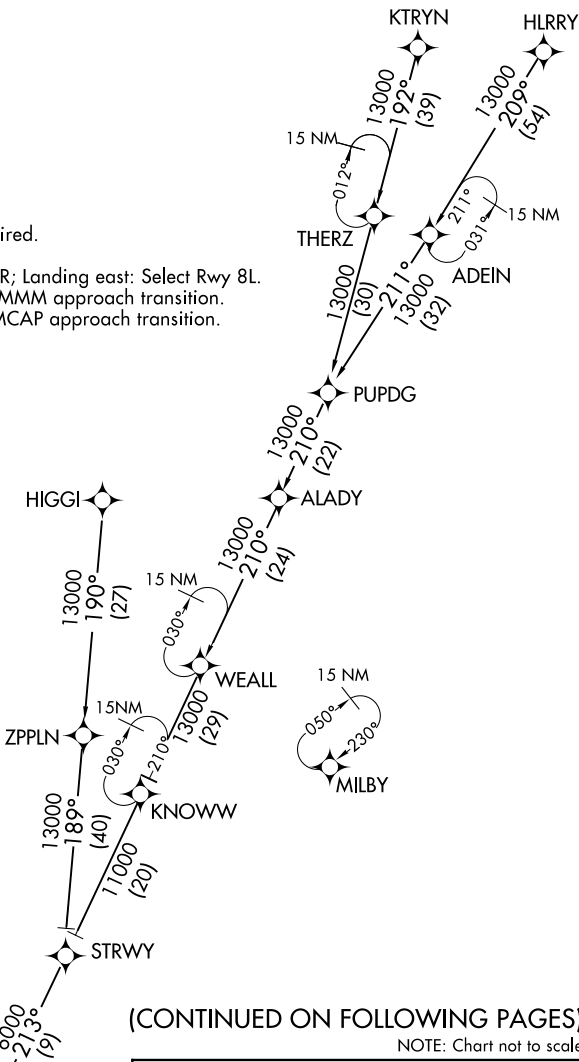 KTRYN
HLRRY
13000
192°
(39)
13000
209°
(54)
15 NM
012°
211°
031°
15 NM
THERZ
ADEIN
ired.
R; Landing east: Select Rwy 8L.
MMM approach transition.
MCAP approach transition.
13000
(30)
211°
13000
(32)
PUPDG
13000
210°
(22)
HIGGI
ALADY
13000
210°
(24)
13000
190°
(27)
15 NM
030°
WEALL
15 NM
050°
230°
MILBY
13000
(29)
15NM
030°
210°
ZPPLN
KNOWW
13000
189°
(40)
11000
(20)
STRWY
213°
(9)
(CONTINUED ON FOLLOWING PAGES)
NOTE: Chart not to scale